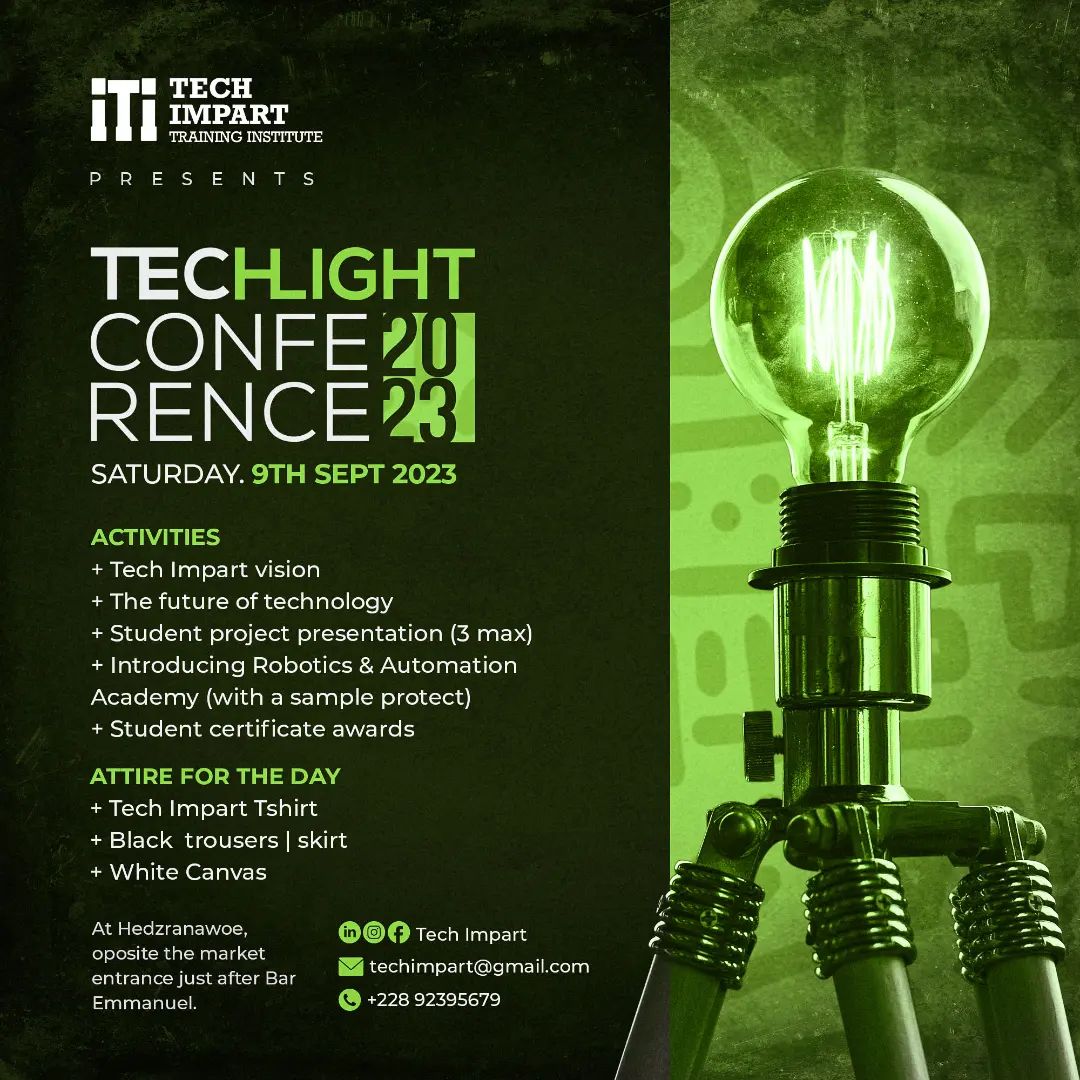 iTi TECH
IMPART
TRAINING INSTITUTE
PRESENTS
TECHLIGHT
CONFE 20
RENCE 23
SATURDAY. 9TH SEPT 2023
ACTIVITIES
+ Tech Impart vision
+ The future of technology
+ Student project presentation (3 max)
+ Introducing Robotics & Automation
Academy (with a sample protect)
+ Student certificate awards
ATTIRE FOR THE DAY
+ Tech Impart Tshirt
+ Black trousers | skirt
+ White Canvas
At Hedzranawoe,
oposite the market
entrance just after Bar
Emmanuel.
in f Tech Impart
techimpart@gmail.com
+228 92395679